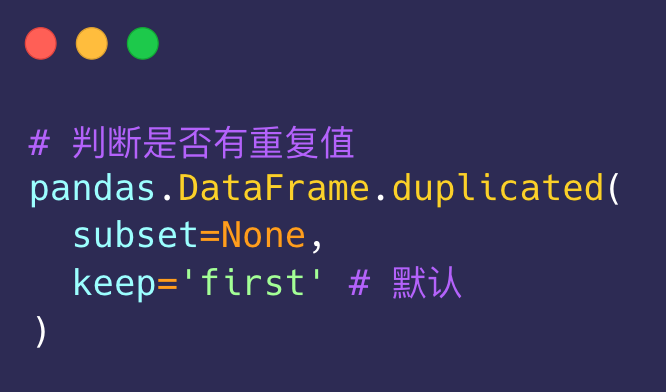 # 判断是否有重复值
pandas.DataFrame.duplicated(
  subset=None,
  keep='first' # 默认
)